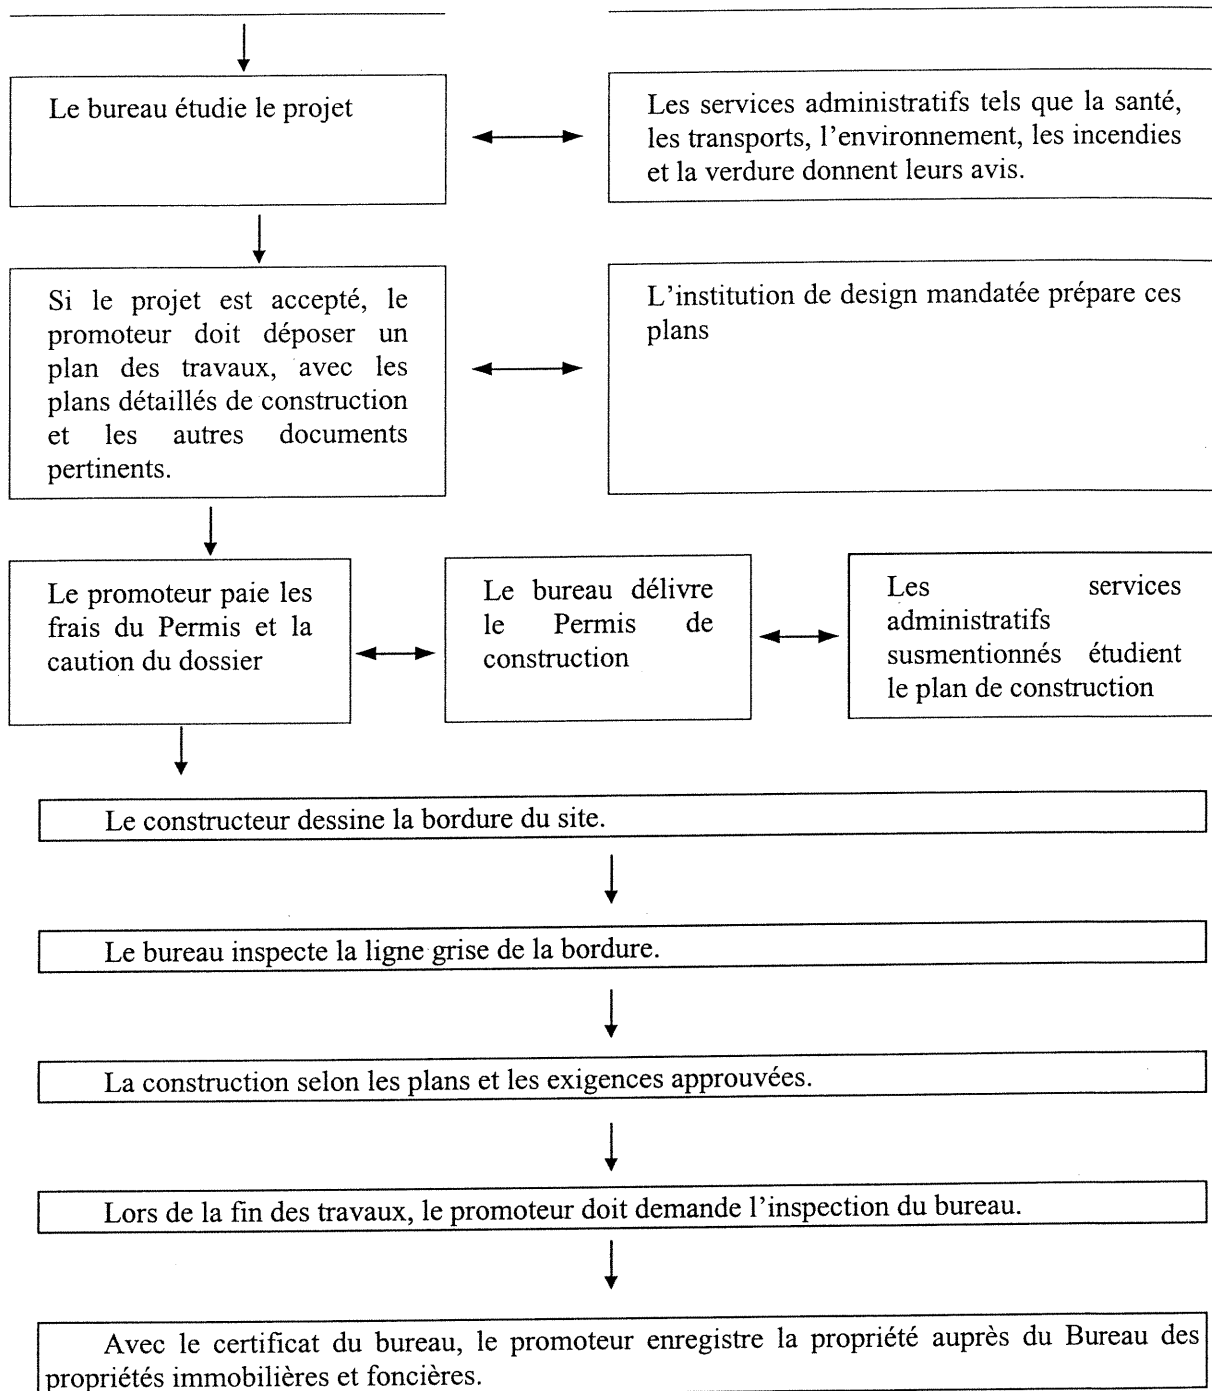 Le bureau étudie le projet
Les services administratifs tels que la santé,
les transports, l'environnement, les incendies
et la verdure donnent leurs avis.
Si le projet est accepté, le
promoteur doit déposer un
plan des travaux, avec les
plans détaillés de construction
et les autres documents
pertinents.
L'institution de design mandatée prépare ces
plans
Le promoteur paie les
frais du Permis et la
caution du dossier
Le bureau délivre
le Permis de
construction
Les services
administratifs
susmentionnés étudient
le plan de construction
Le constructeur dessine la bordure du site.
Le bureau inspecte la ligne grise de la bordure.
La construction selon les plans et les exigences approuvées.
Lors de la fin des travaux, le promoteur doit demande l'inspection du bureau.
Avec le certificat du bureau, le promoteur enregistre la propriété auprès du Bureau des
propriétés immobilières et foncières.